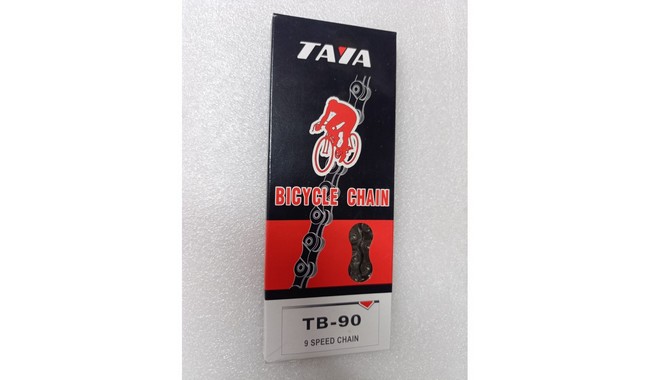 TAYA
BICYCLE CHAIN
TB-90
9 SPEED CHAIN